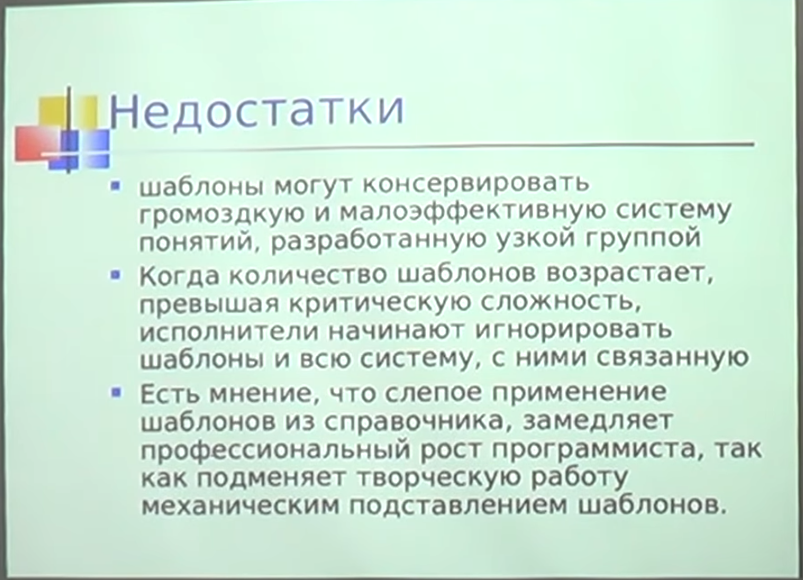 Недостатки
шаблоны могут консервировать
громоздкую и малоэффективную систему
понятий, разработанную узкой группой
Когда количество шаблонов возрастает,
превышая критическую сложность,
исполнители начинают игнорировать
шаблоны и всю систему, с ними связанную
Есть мнение, что слепое применение
шаблонов из справочника, замедляет
профессиональный рост программиста, так
как подменяет творческую работу
механическим подставлением шаблонов.